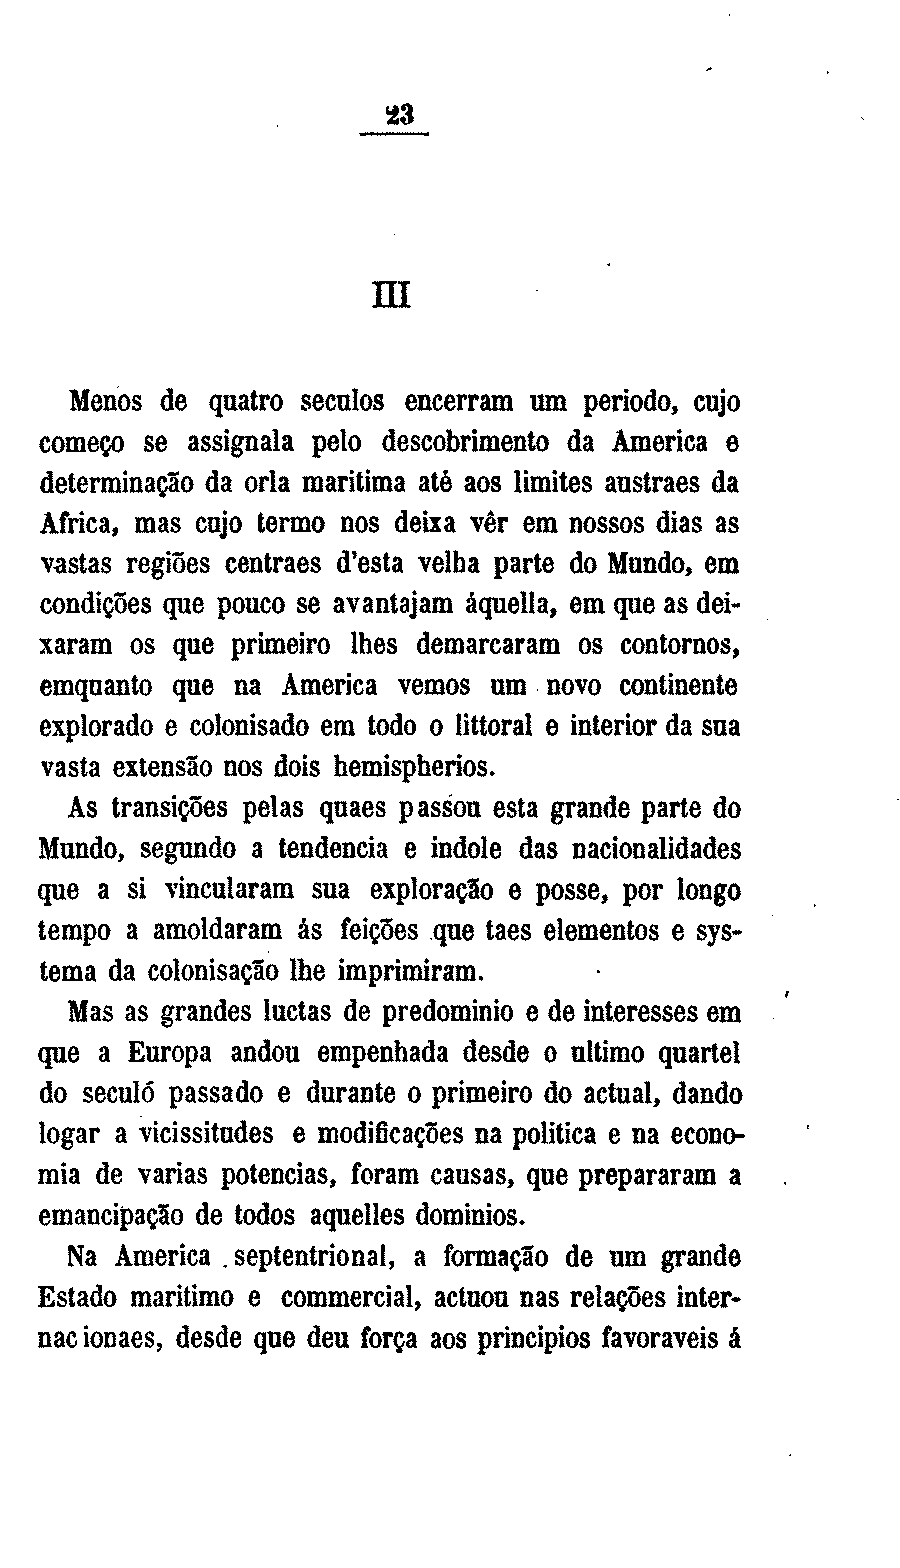 23
III
Menos de quatro seculos encerram um periodo, cujo
começo se assignala pelo descobrimento da America e
determinação da orla maritima até aos limites austraes da
Africa, mas cujo termo nos deixa vêr em nossos dias as
vastas regiões centraes d'esta velha parte do Mundo, em
condições que pouco se avantajam áquella, em que as dei-
xaram os que primeiro lhes demarcaram os contornos,
emquanto que na America vemos um novo continente
explorado e colonisado em todo o littoral e interior da sua
vasta extensão nos dois hemispherios.
As transições pelas quaes passou esta grande parte do
Mundo, segundo a tendencia e indole das nacionalidades
que a si vincularam sua exploração e posse, por longo
tempo a amoldaram ás feições que taes elementos e sys-
tema da colonisação lhe imprimiram.
Mas as grandes luctas de predominio e de interesses em
que a Europa andou empenhada desde o ultimo quartel
do seculó passado e durante o primeiro do actual, dando
logar a vicissitudes e modificações na politica e na econo-
mia de varias potencias, foram causas, que prepararam a
emancipação de todos aquelles dominios.
Na America septentrional, a formação de um grande
Estado maritimo e commercial, actuou nas relações inter-
nacionaes, desde que deu força aos principios favoraveis á